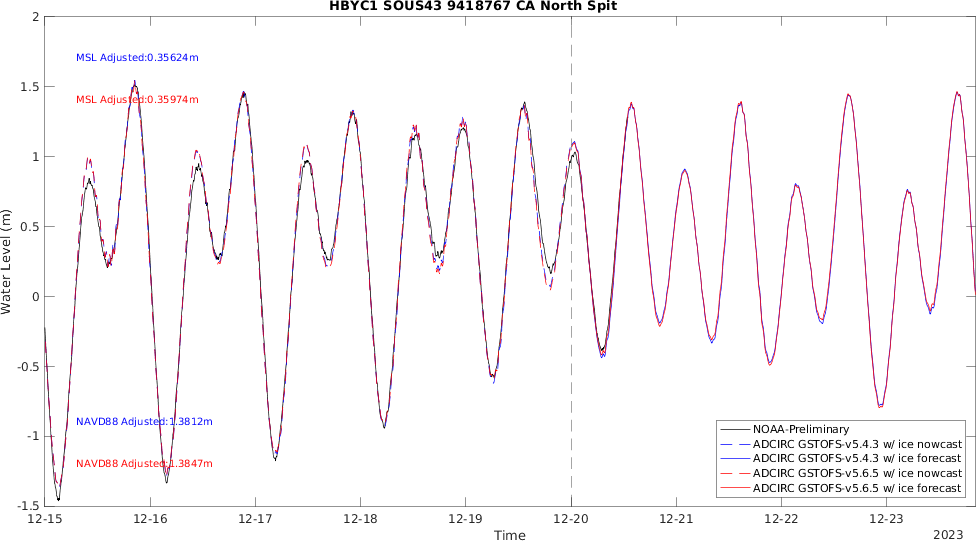 HBYC1 SOUS43 9418767 CA North Spit
2
1.5
1
0.5
0
-0.5
-1
-1.5
Water Level (m)
MSL Adjusted:0.35624m
MSL Adjusted:0.35974m
NAVD88 Adjusted:1.3812m
NAVD88 Adjusted:1.3847m
NOAA-Preliminary
ADCIRC GSTOFS-v5.4.3 w/ ice nowcast
ADCIRC GSTOFS-v5.4.3 w/ ice forecast
ADCIRC GSTOFS-v5.6.5 w/ ice nowcast
ADCIRC GSTOFS-v5.6.5 w/ ice forecast
12-15 12-16 12-17 12-18 12-19 12-20 12-21 12-22 12-23
Time
2023